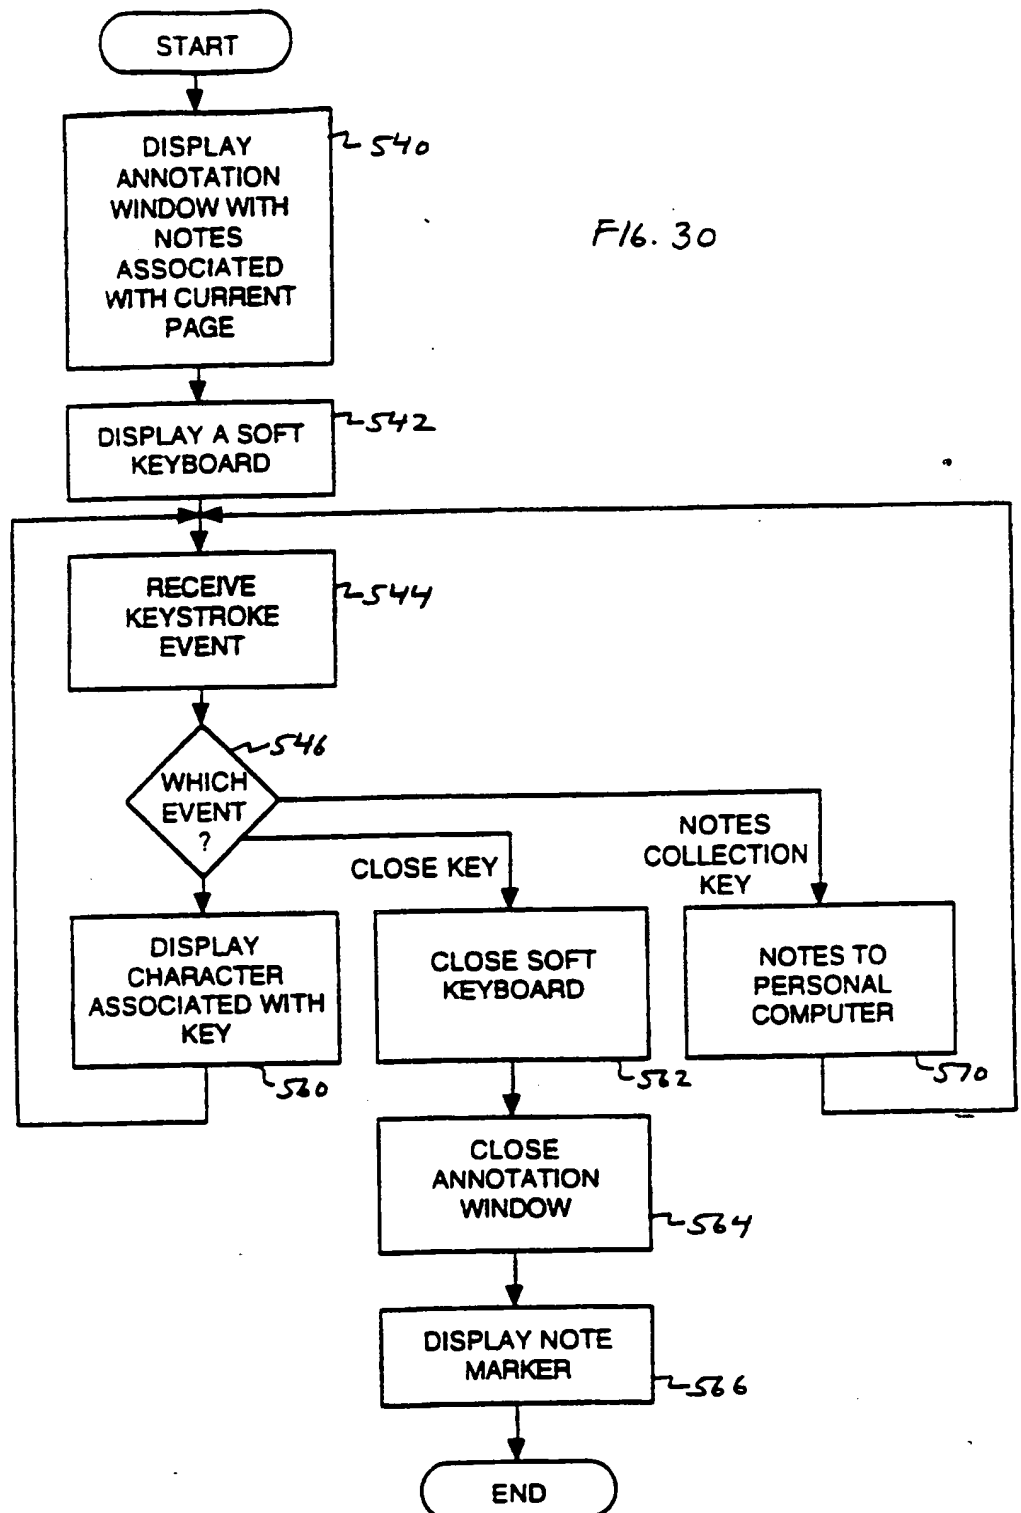 START
DISPLAY
ANNOTATION
WINDOW WITH
NOTES
ASSOCIATED
WITH CURRENT
PAGE
540
FIG. 30
DISPLAY A SOFT
KEYBOARD
542
RECEIVE
KEYSTROKE
EVENT
544
WHICH
EVENT
?
546
CLOSE KEY
NOTES
COLLECTION
KEY
DISPLAY
CHARACTER
ASSOCIATED WITH
KEY
560
CLOSE SOFT
KEYBOARD
562
NOTES TO
PERSONAL
COMPUTER
570
CLOSE
ANNOTATION
WINDOW
564
DISPLAY NOTE
MARKER
566
END